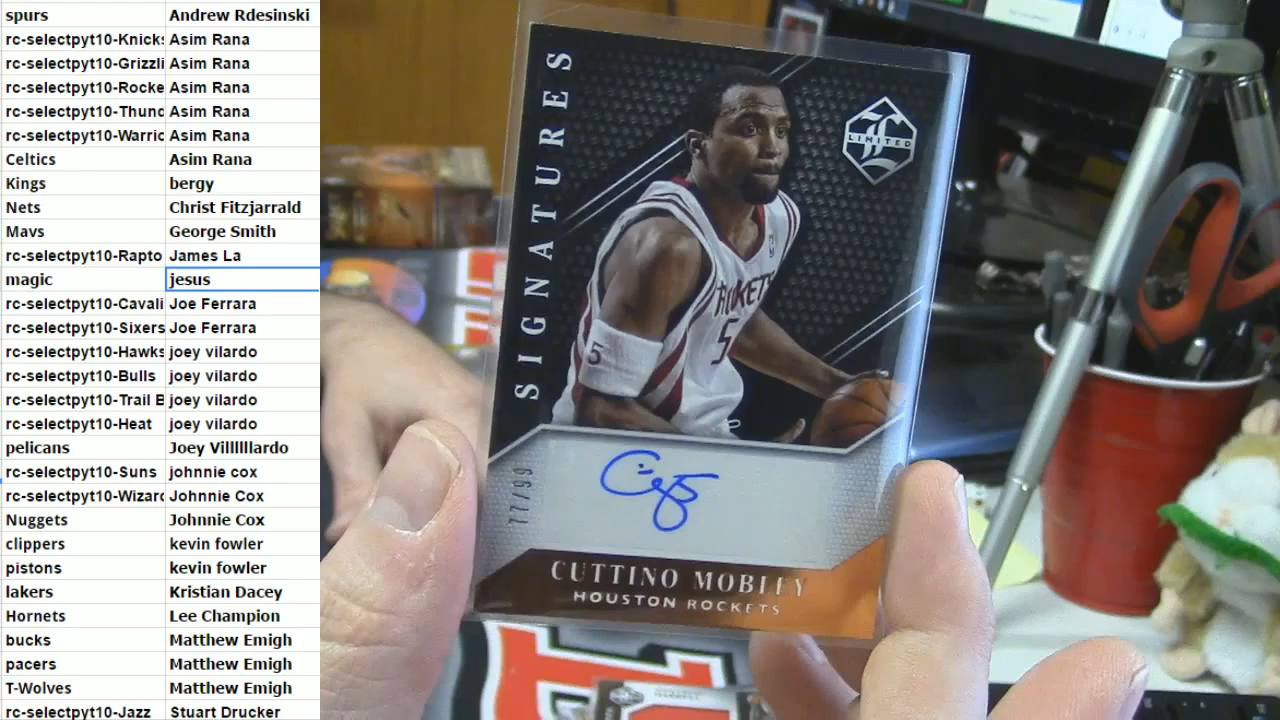 spurs Andrew Rdesinski
rc-selectpyt10-Knicks Asim Rana
rc-selectpyt10-Grizzli Asim Rana
rc-selectpyt10-Rocke Asim Rana
rc-selectpyt10-Thund Asim Rana
rc-selectpyt10-Warric Asim Rana
Celtics Asim Rana
Kings bergy
Nets Christ Fitzjarrald
Mavs George Smith
rc-selectpyt10-Rapto James La
magic jesus
rc-selectpyt10-Cavali Joe Ferrara
rc-selectpyt10-Sixers Joe Ferrara
rc-selectpyt10-Hawks joey vilardo
rc-selectpyt10-Bulls joey vilardo
rc-selectpyt10-Trail B joey vilardo
rc-selectpyt10-Heat joey vilardo
pelicans Joey Villlllllardo
rc-selectpyt10-Suns johnnie cox
rc-selectpyt10-Wizard Johnnie Cox
Nuggets Johnnie Cox
clippers kevin fowler
pistons kevin fowler
lakers Kristian Dacey
Hornets Lee Champion
bucks Matthew Emigh
pacers Matthew Emigh
T-Wolves Matthew Emigh
rc-selectpyt10-Jazz Stuart Drucker
SIGNATURES
L
LIMITED
ROCKETS
5
5
77/99
CUTTINO MOBLEY
HOUSTON ROCKETS